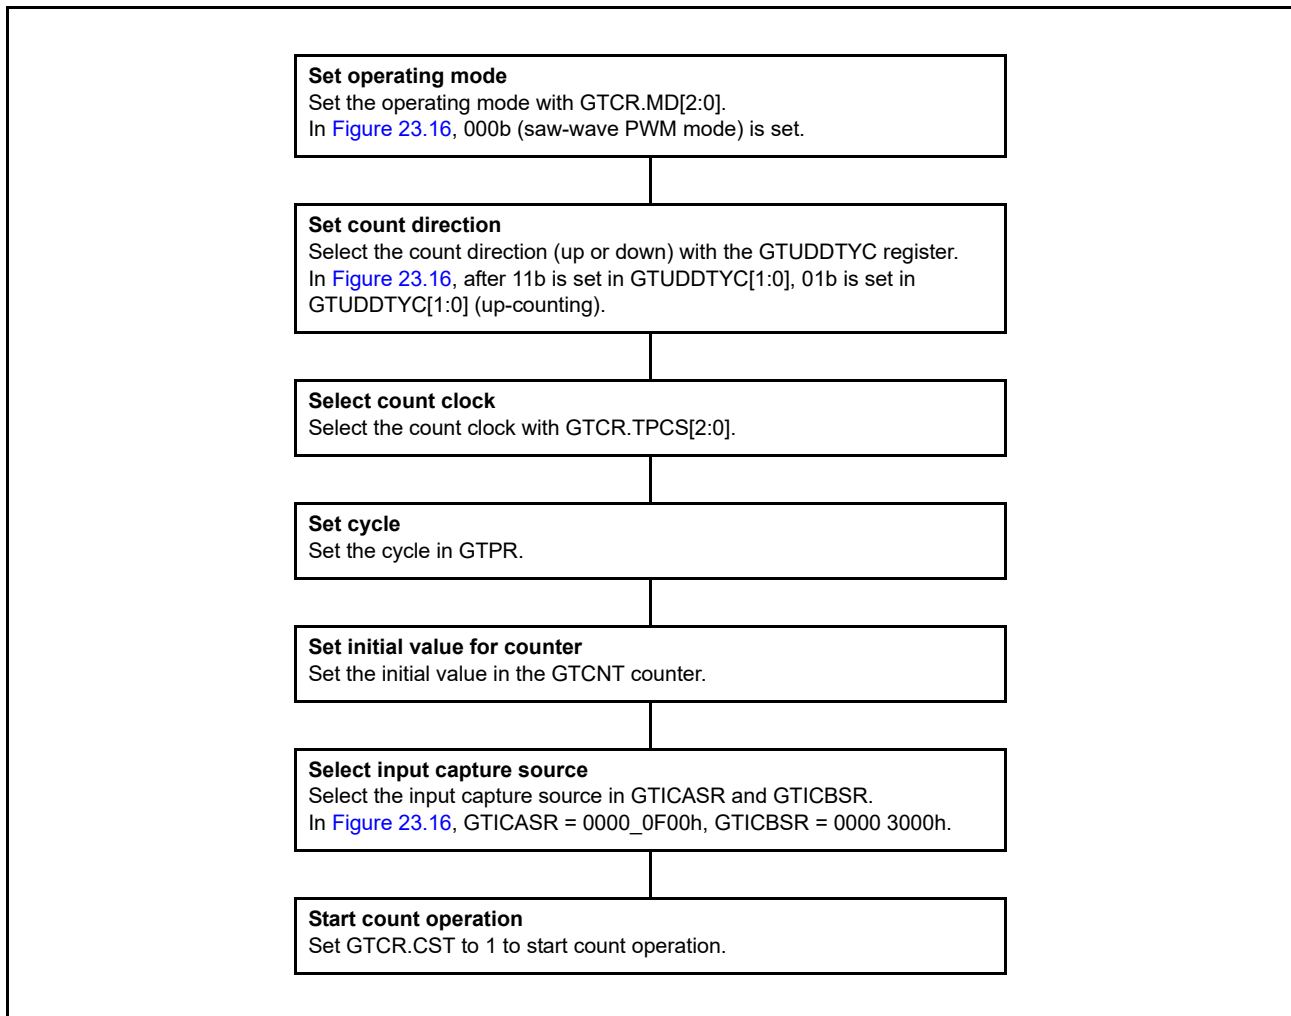 Set operating mode
Set the operating mode with GTCR.MD[2:0].
In Figure 23.16, 000b (saw-wave PWM mode) is set.
Set count direction
Select the count direction (up or down) with the GTUDDTYC register.
In Figure 23.16, after 11b is set in GTUDDTYC[1:0], 01b is set in
GTUDDTYC[1:0] (up-counting).
Select count clock
Select the count clock with GTCR.TPCS[2:0].
Set cycle
Set the cycle in GTPR.
Set initial value for counter
Set the initial value in the GTCNT counter.
Select input capture source
Select the input capture source in GTICASR and GTICBSR.
In Figure 23.16, GTICASR = 0000_0F00h, GTICBSR = 0000 3000h.
Start count operation
Set GTCR.CST to 1 to start count operation.